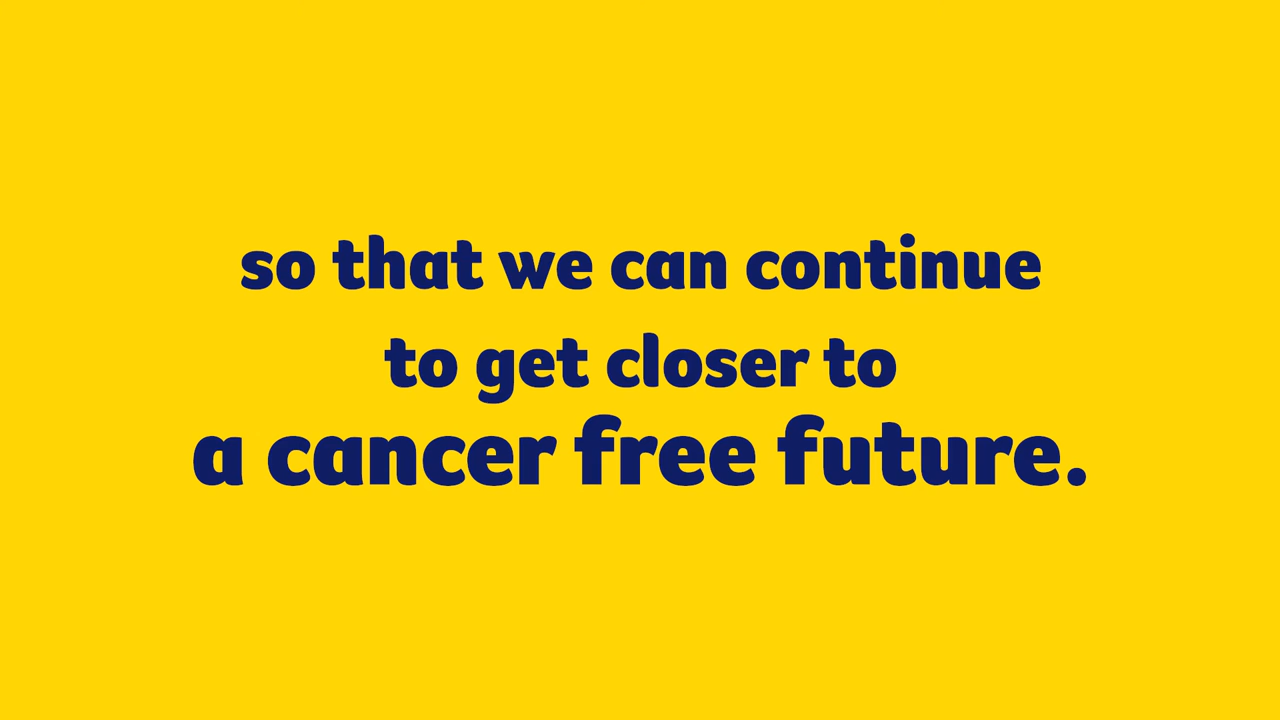 so that we can continue
to get closer to
a cancer free future.